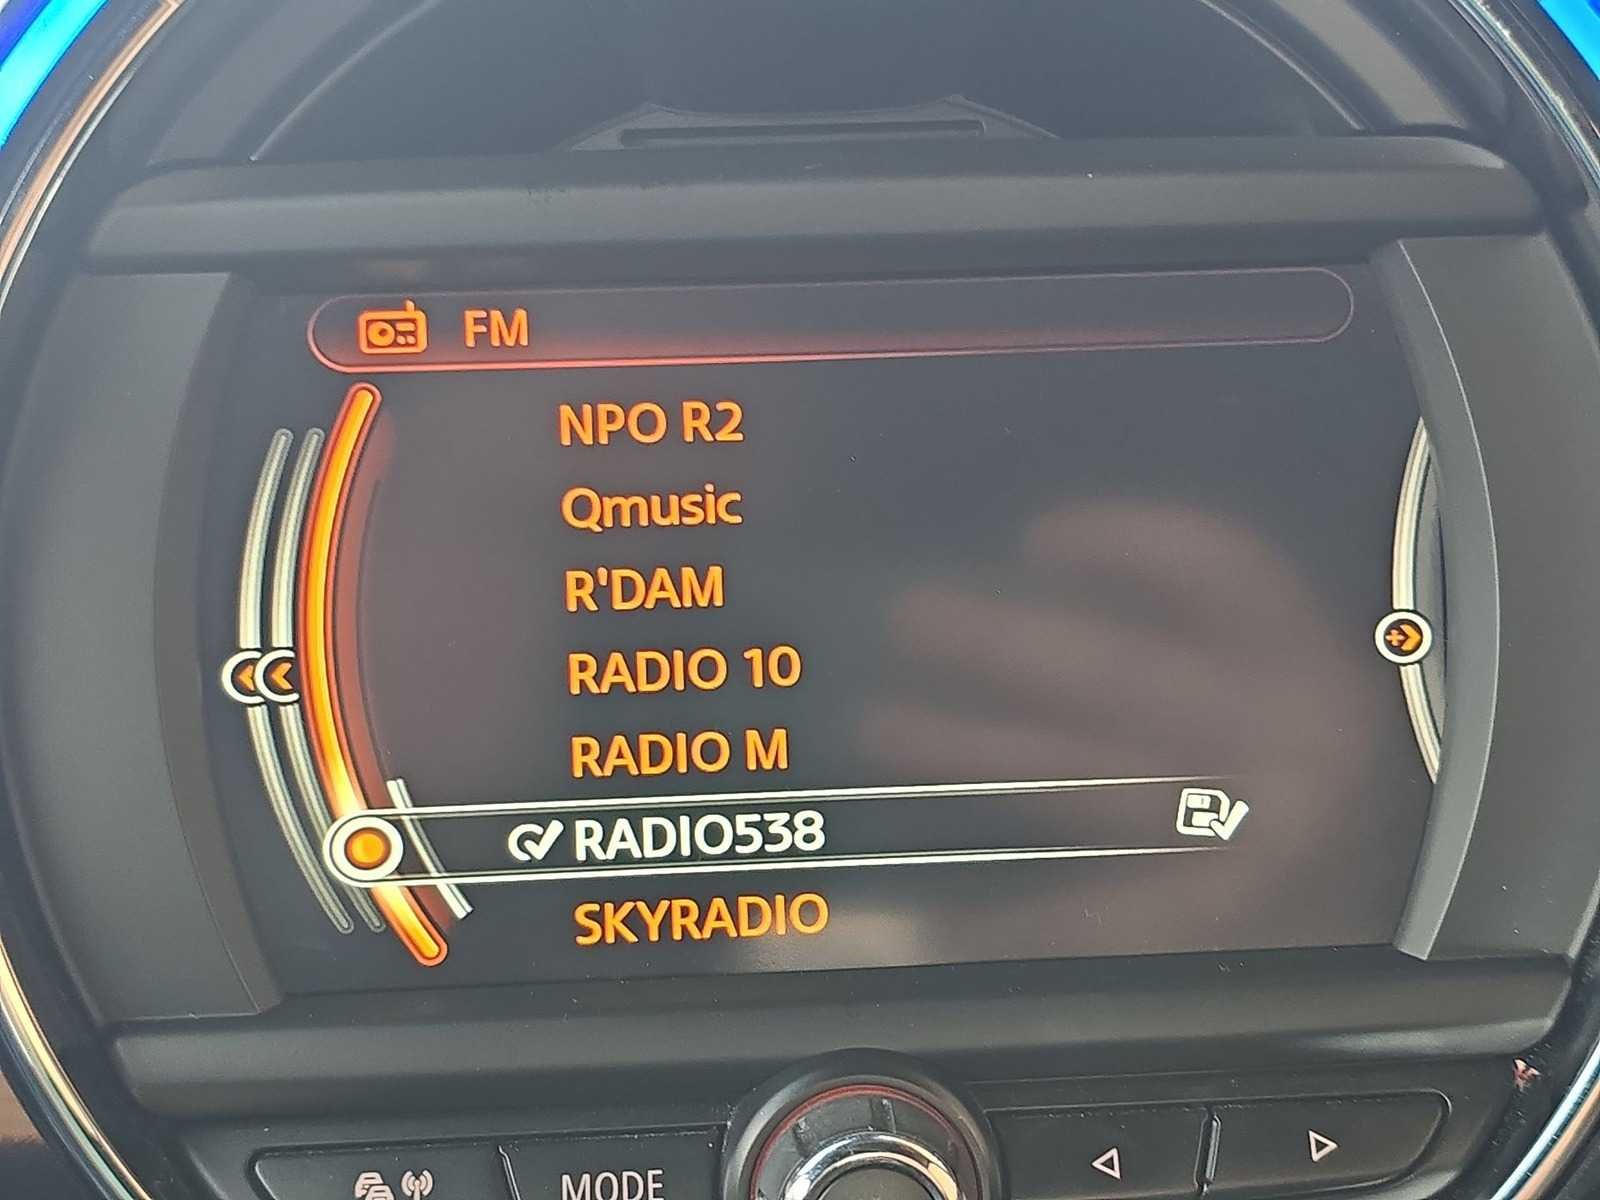 FM
NPO R2
Qmusic
R'DAM
RADIO 10
RADIO M
RADIO538
SKYRADIO
MODE